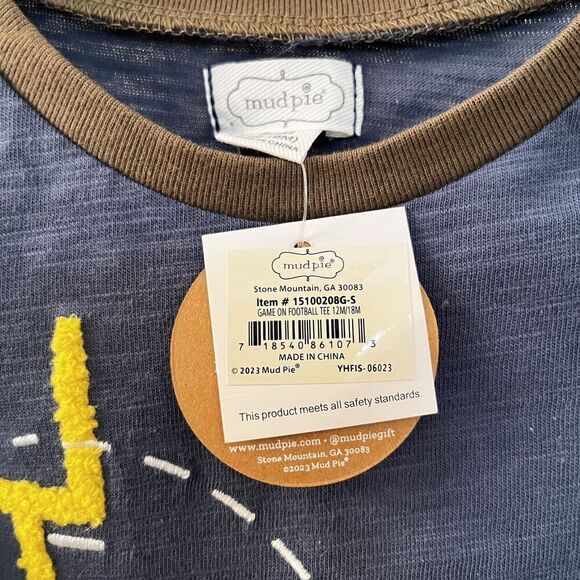 mudpie®
CHINA
mudpie®
Stone Mountain, GA 30083
Item # 15100208G-S
GAME ON FOOTBALL TEE 12M/18M
7 18540 86107 3
MADE IN CHINA
© 2023 Mud Pie® YHFIS- 06023
This product meets all safety standards.
www.mudpie.com • @mudpiegift
Stone Mountain, GA 30083
©2023 Mud Pie®